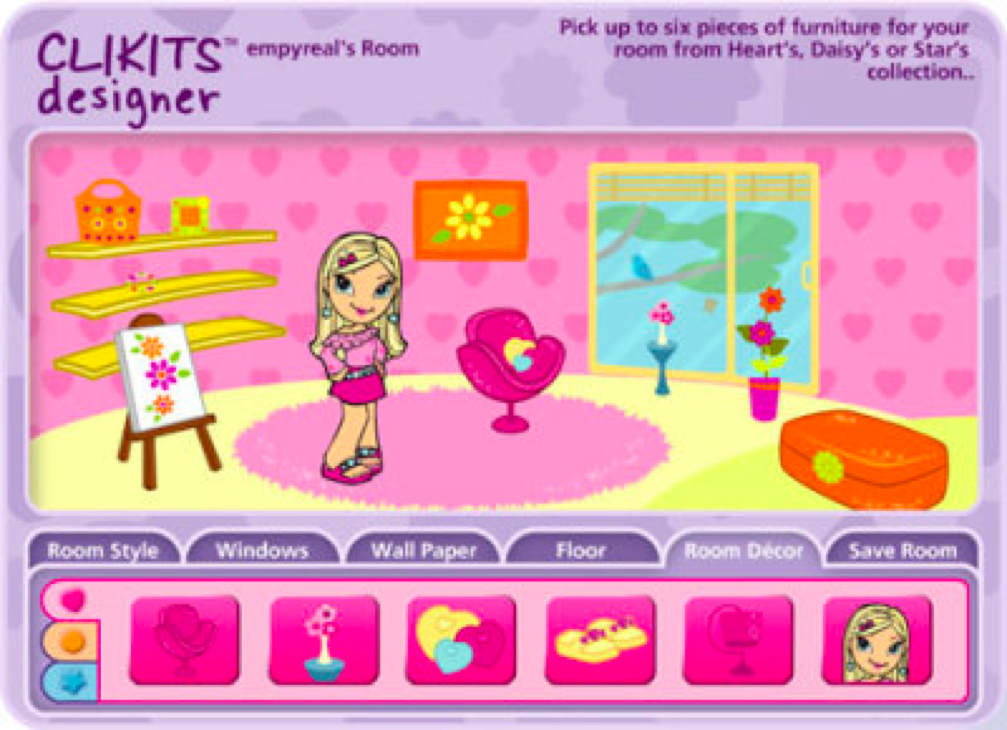 CLIKITS™
designer
empyreal's Room
Pick up to six pieces of furniture for your
room from Heart's, Daisy's or Star's
collection..
Room Style
Windows
Wall Paper
Floor
Room Décor
Save Room